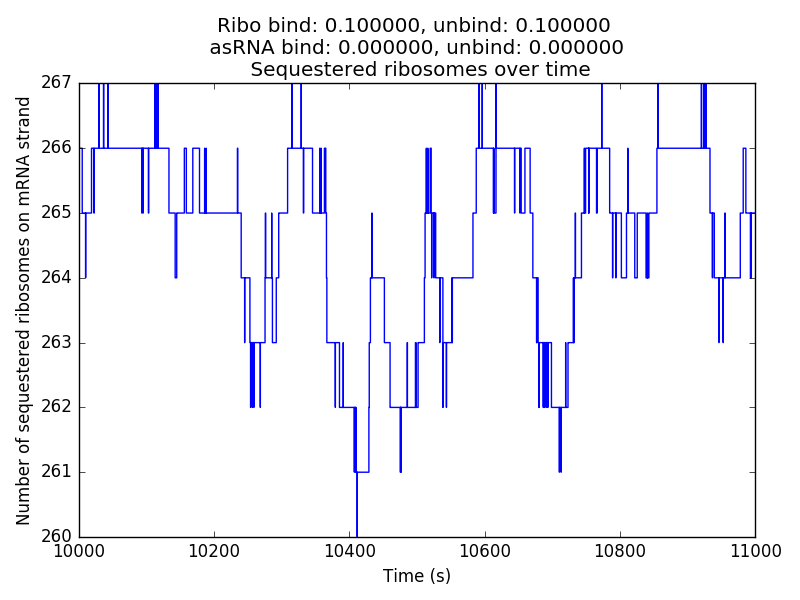 Ribo bind: 0.100000, unbind: 0.100000
asRNA bind: 0.000000, unbind: 0.000000
Sequestered ribosomes over time
Number of sequestered ribosomes on mRNA strand
267
266
265
264
263
262
261
260
10000 10200 10400 10600 10800 11000
Time (s)